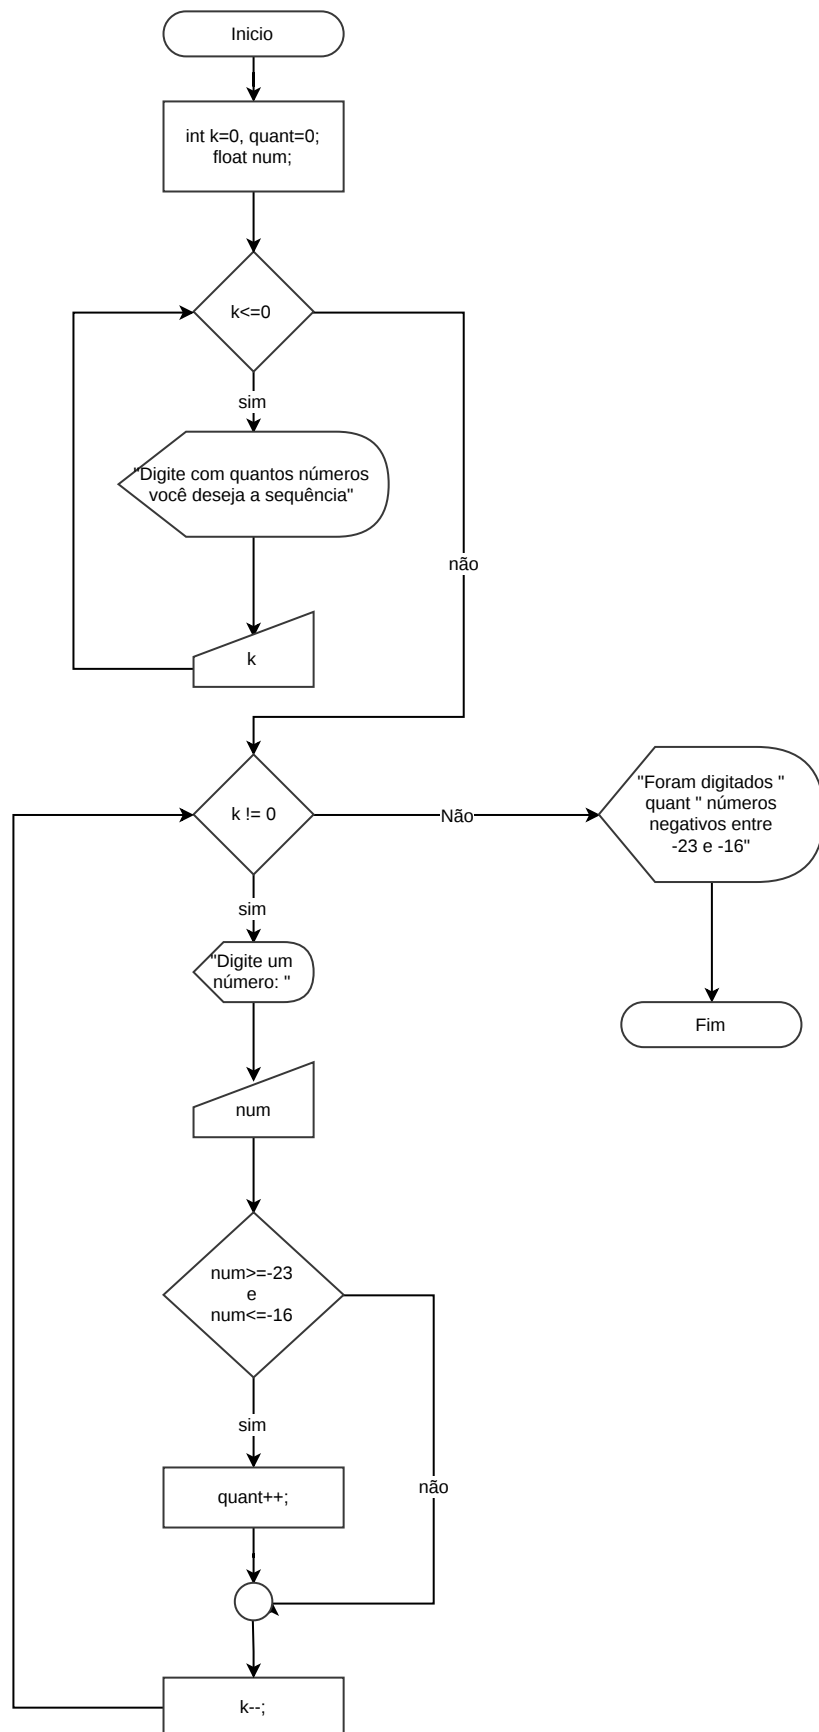 Inicio
int k=0, quant=0;
float num;
k<=0
sim
"Digite com quantos números
você deseja a sequência"
não
k
k != 0
Não
"Foram digitados "
quant " números
negativos entre
-23 e -16"
sim
"Digite um
número: "
Fim
num
num>=-23
e
num<=-16
sim
não
quant++;
k--;